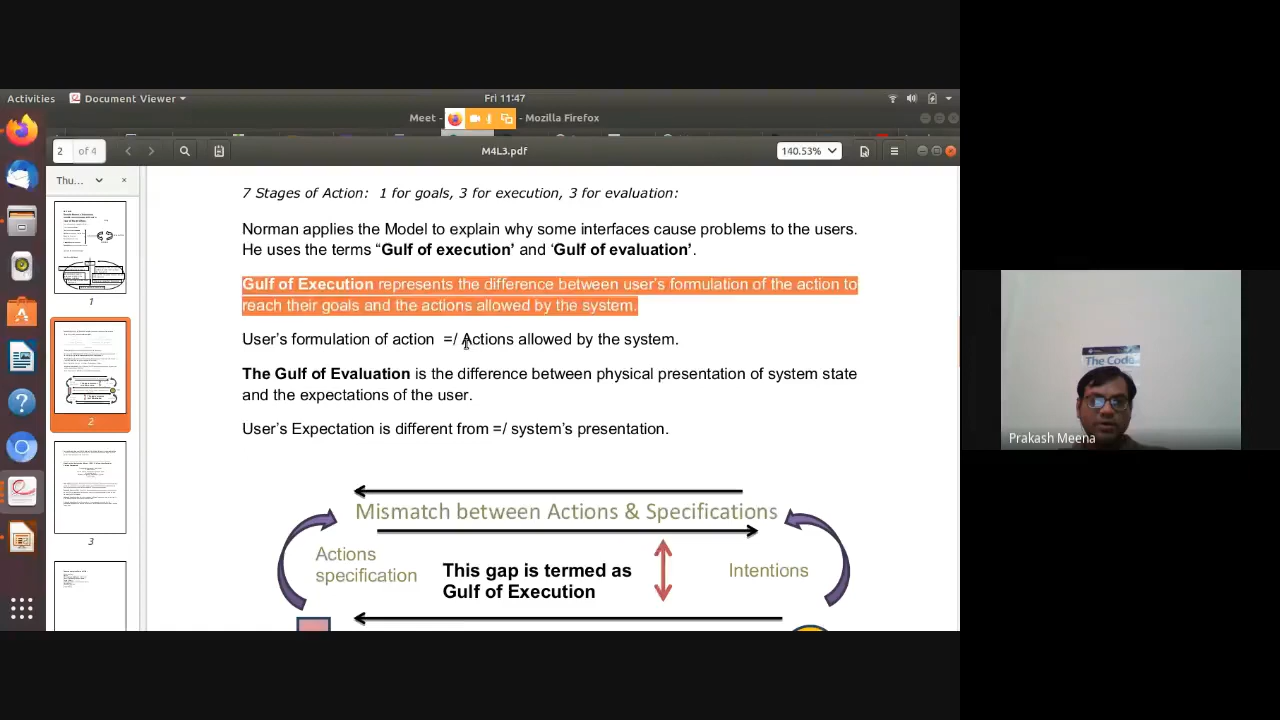 Activities
Document Viewer
Fri 11:47
Meet - - Mozilla Firefox
2 of 4
M4L3.pdf
140.53%
Thu...
7 Stages of Action: 1 for goals, 3 for execution, 3 for evaluation:
Norman applies the Model to explain why some interfaces cause problems to the users.
He uses the terms “Gulf of execution’ and ‘Gulf of evaluation’.
Gulf of Execution represents the difference between user’s formulation of the action to
reach their goals and the actions allowed by the system.
User’s formulation of action =/ Actions allowed by the system.
The Gulf of Evaluation is the difference between physical presentation of system state
and the expectations of the user.
User’s Expectation is different from =/ system’s presentation.
Mismatch between Actions & Specifications
Actions
specification
This gap is termed as
Gulf of Execution
Intentions
1
2
3
The Code
Prakash Meena